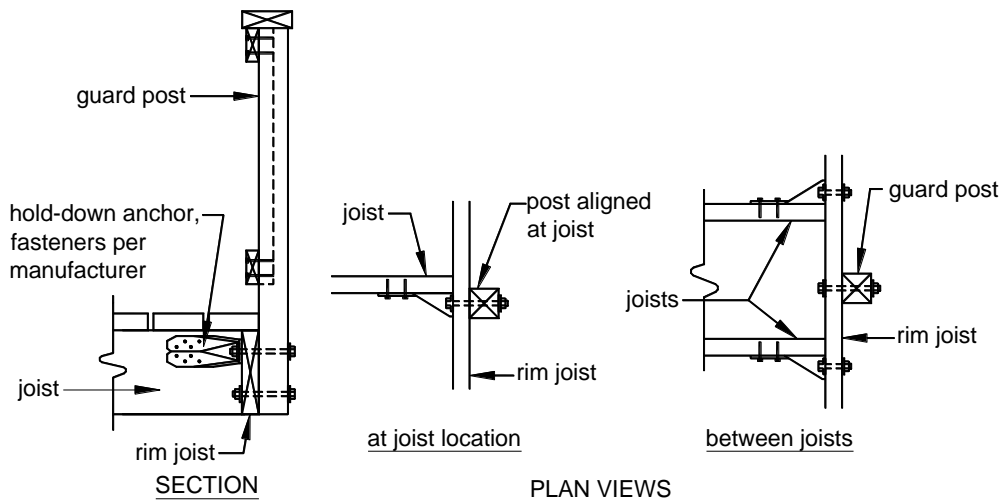 guard post
hold-down anchor,
fasteners per
manufacturer
joist
rim joist
SECTION
joist
post aligned
at joist
rim joist
at joist location
guard post
joists
rim joist
between joists
PLAN VIEWS